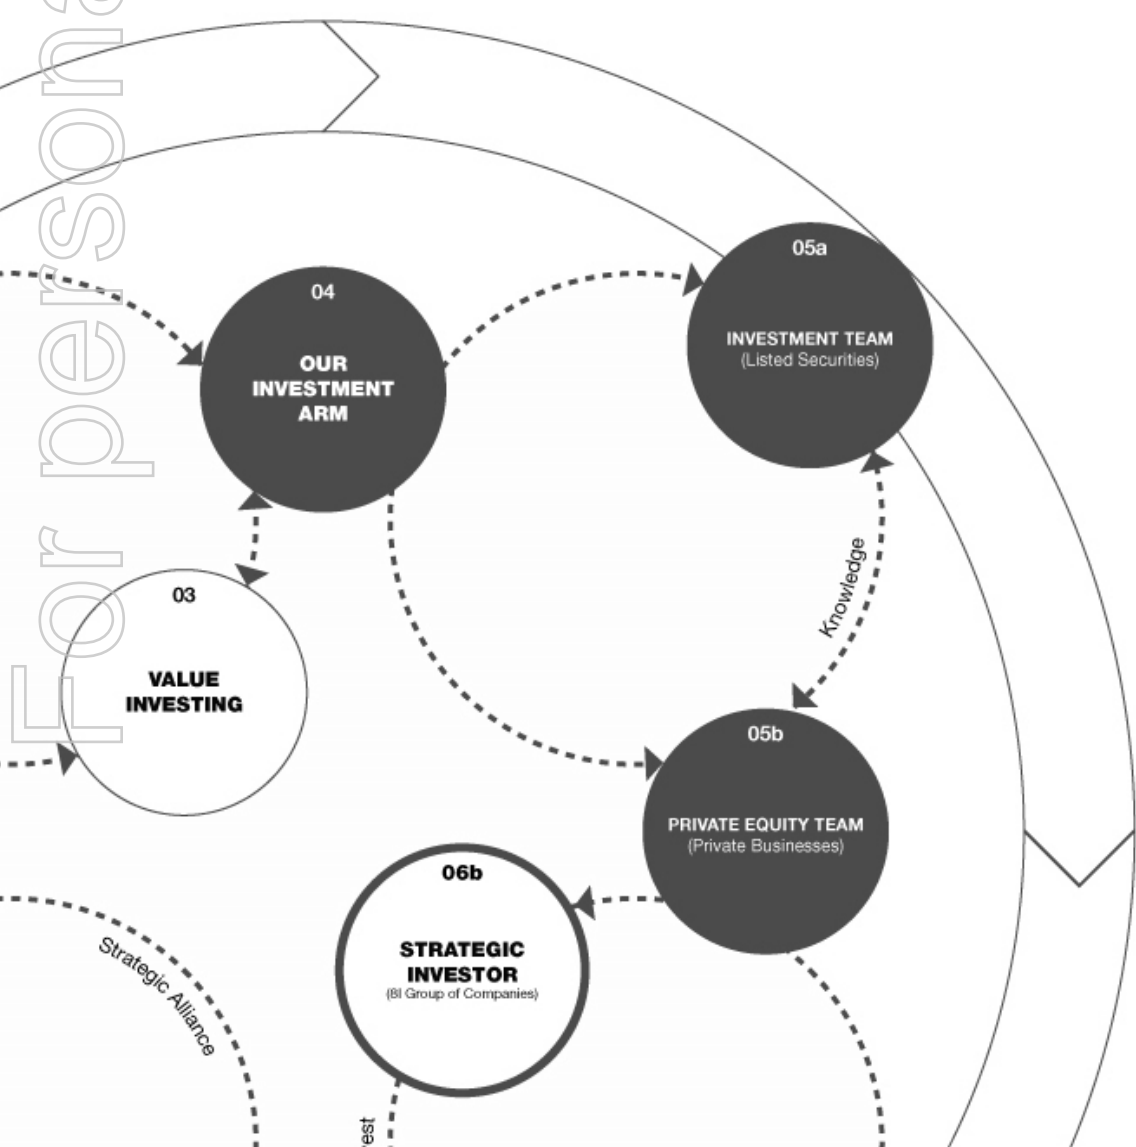 For persona
05a
INVESTMENT TEAM
(Listed Securities)
04
OUR
INVESTMENT
ARM
Knowledge
03
VALUE
INVESTING
05b
PRIVATE EQUITY TEAM
(Private Businesses)
06b
STRATEGIC
INVESTOR
(8I Group of Companies)
Strategic Alliance
est